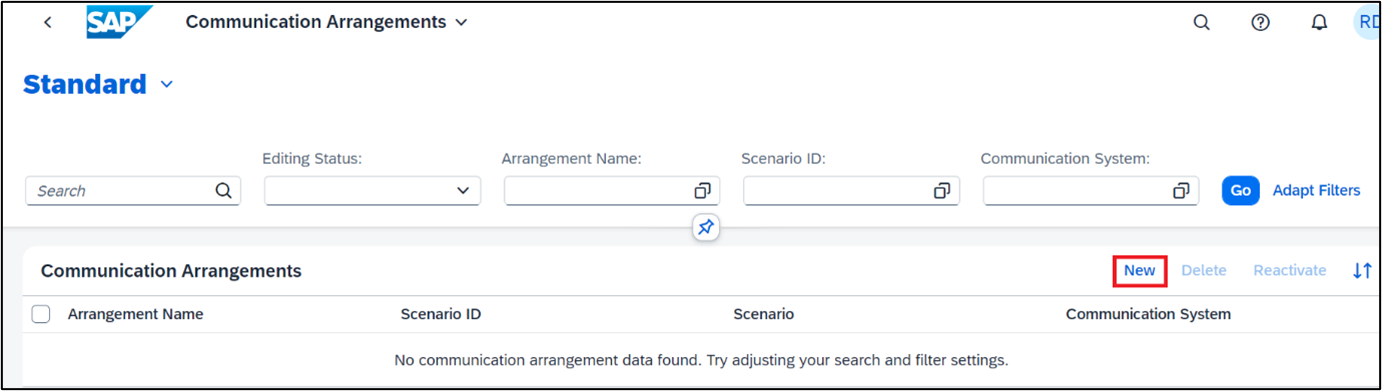 SAP Communication Arrangements RD
Standard
Editing Status: Arrangement Name: Scenario ID: Communication System:
Search Go Adapt Filters
Communication Arrangements New Delete Reactivate
Arrangement Name Scenario ID Scenario Communication System
No communication arrangement data found. Try adjusting your search and filter settings.